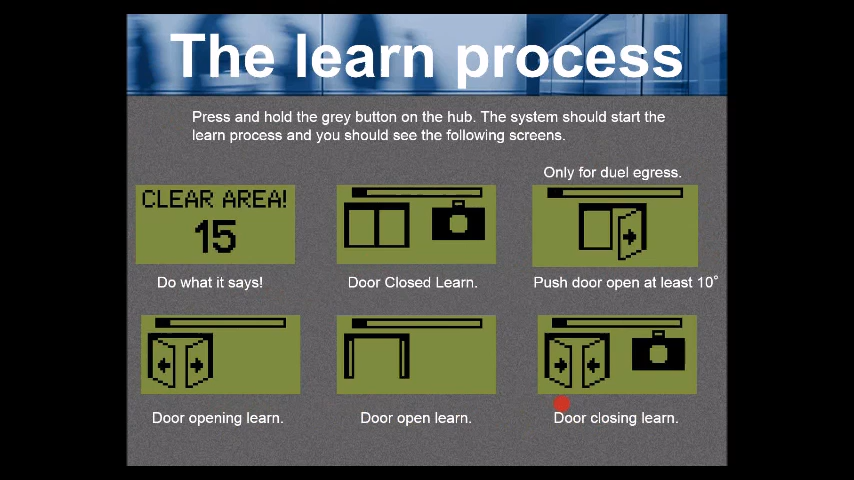 The learn process
Press and hold the grey button on the hub. The system should start the
learn process and you should see the following screens.
Only for duel egress.
CLEAR AREA!
15
Do what it says!
Door Closed Learn.
Push door open at least 10°
Door opening learn.
Door open learn.
Door closing learn.